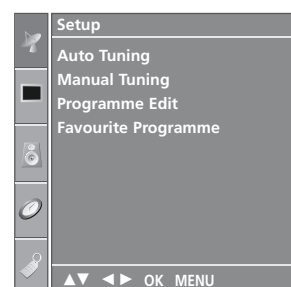 Setup
Auto Tuning
Manual Tuning
Programme Edit
Favourite Programme
▲▼ ◄► OK MENU